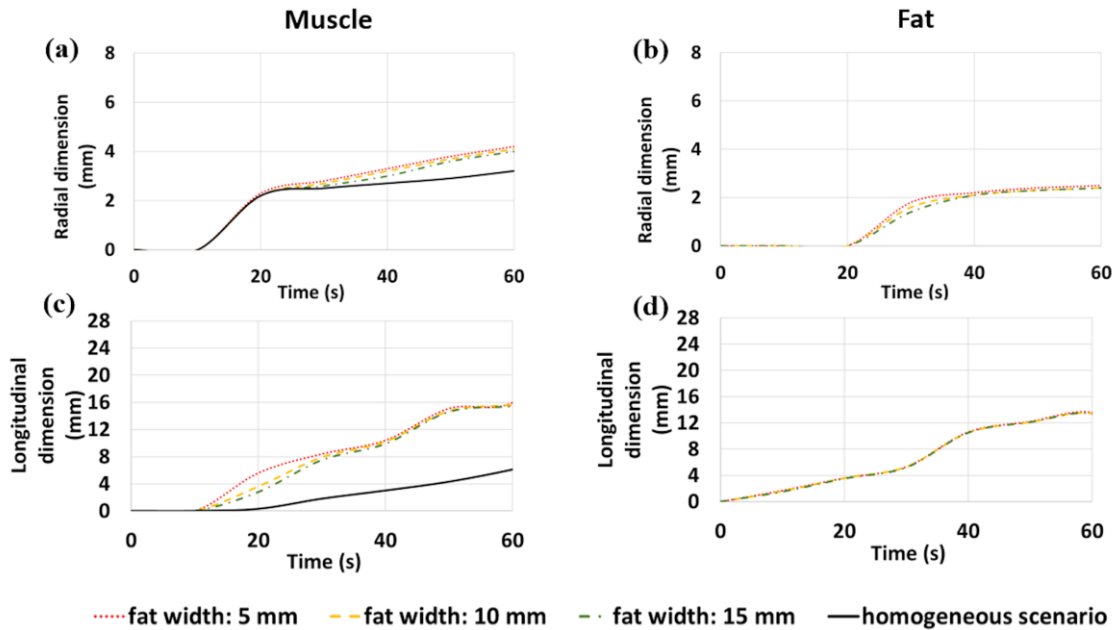 Muscle
Fat
(a)
8
6
4
2
0
Radial dimension
(mm)
0 20 40 60
Time (s)
(b)
8
6
4
2
0
Radial dimension
(mm)
0 20 40 60
Time (s)
(c)
28
24
20
16
12
8
4
0
Longitudinal
dimension
(mm)
0 20 40 60
Time (s)
(d)
28
24
20
16
12
8
4
0
Longitudinal
dimension
(mm)
0 20 40 60
Time (s)
fat width: 5 mm fat width: 10 mm fat width: 15 mm homogeneous scenario